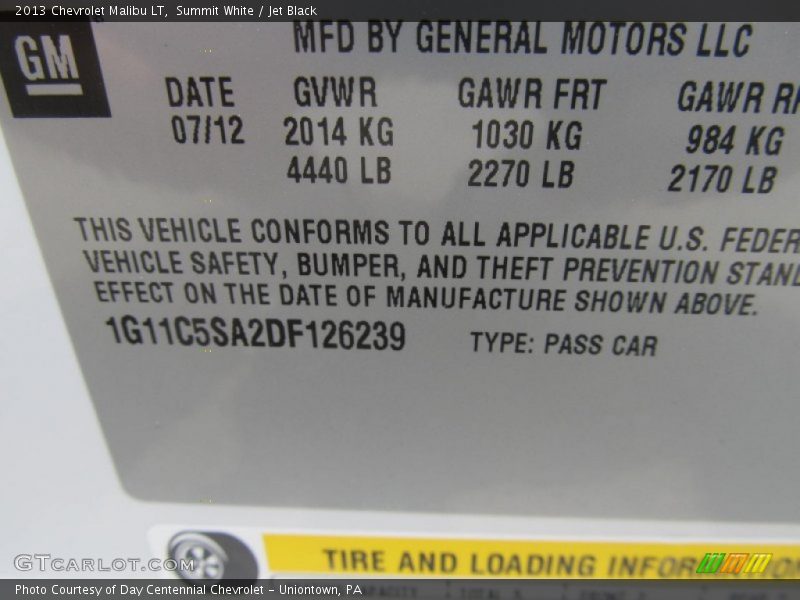 2013 Chevrolet Malibu LT, Summit White / Jet Black
GM
MFD BY GENERAL MOTORS LLC
DATE GVWR GAWR FRT GAWR
07/12 2014 KG 1030 KG 984 KG
4440 LB 2270 LB 2170 LB
THIS VEHICLE CONFORMS TO ALL APPLICABLE U.S. FEDER
VEHICLE SAFETY, BUMPER, AND THEFT PREVENTION STAND
EFFECT ON THE DATE OF MANUFACTURE SHOWN ABOVE.
1G11C5SA2DF126239 TYPE: PASS CAR
TIRE AND LOADING INFORMATION
GTcarlot.com
Photo Courtesy of Day Centennial Chevrolet - Uniontown, PA